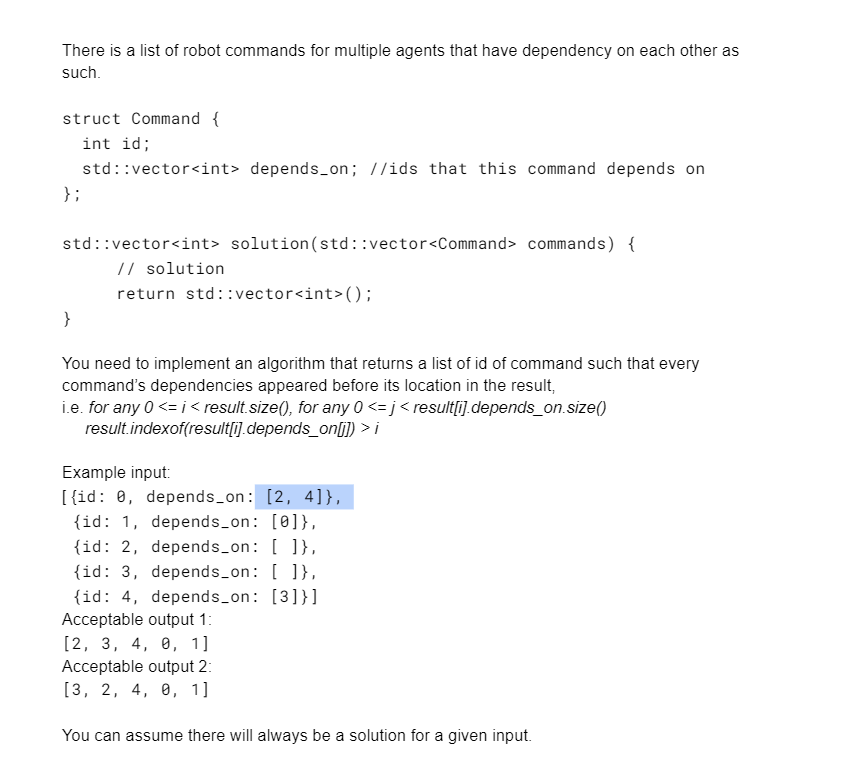 There is a list of robot commands for multiple agents that have dependency on each other as
such.
struct Command {
int id;
std::vector<int> depends_on; //ids that this command depends on
};
std::vector<int> solution(std::vector<Command> commands) {
// solution
return std::vector<int>();
}
You need to implement an algorithm that returns a list of id of command such that every
command's dependencies appeared before its location in the result,
i.e. for any 0 <= i < result.size(), for any 0 <= j < result[i].depends_on.size()
result.indexof(result[i].depends_on[j]) > i
Example input:
[{id: 0, depends_on: [2, 4]},
{id: 1, depends_on: [0]},
{id: 2, depends_on: [ ]},
{id: 3, depends_on: [ ]},
{id: 4, depends_on: [3]}]
Acceptable output 1:
[2, 3, 4, 0, 1]
Acceptable output 2:
[3, 2, 4, 0, 1]
You can assume there will always be a solution for a given input.